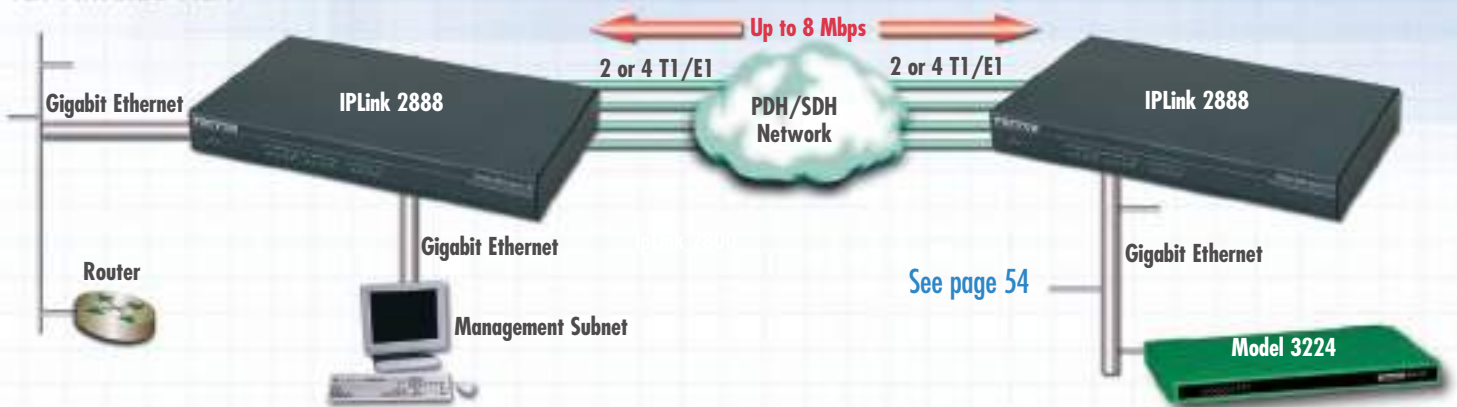 Up to 8 Mbps
2 or 4 T1/E1
2 or 4 T1/E1
Gigabit Ethernet
IPLink 2888
PDH/SDH
Network
IPLink 2888
Gigabit Ethernet
Gigabit Ethernet
Router
See page 54
Management Subnet
Model 3224